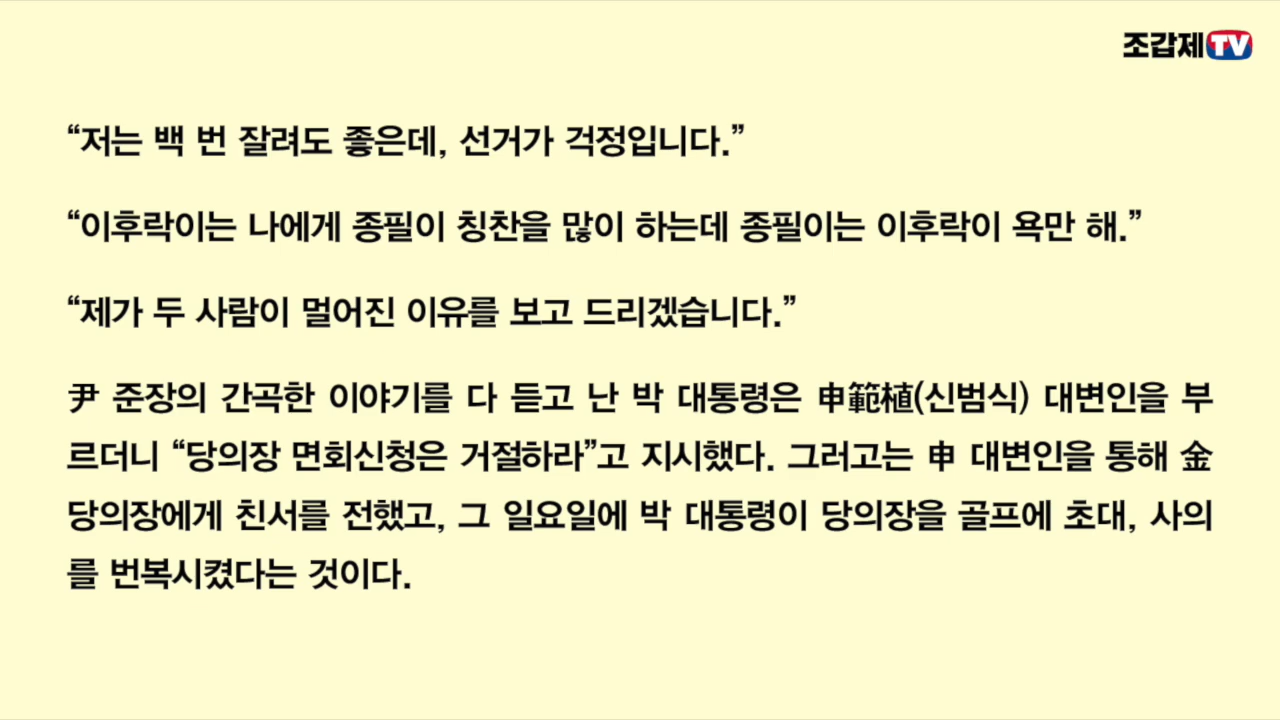 조갑제TV
“저는 백 번 잘려도 좋은데, 선거가 걱정입니다.”
“이후락이는 나에게 종필이 칭찬을 많이 하는데 종필이는 이후락이 욕만 해.”
“제가 두 사람이 멀어진 이유를 보고 드리겠습니다.”
尹 준장의 간곡한 이야기를 다 듣고 난 박 대통령은 申範植(신범식) 대변인을 부
르더니 “당의장 면회신청은 거절하라”고 지시했다. 그러고는 申 대변인을 통해 金
당의장에게 친서를 전했고, 그 일요일에 박 대통령이 당의장을 골프에 초대, 사의
를 번복시켰다는 것이다.